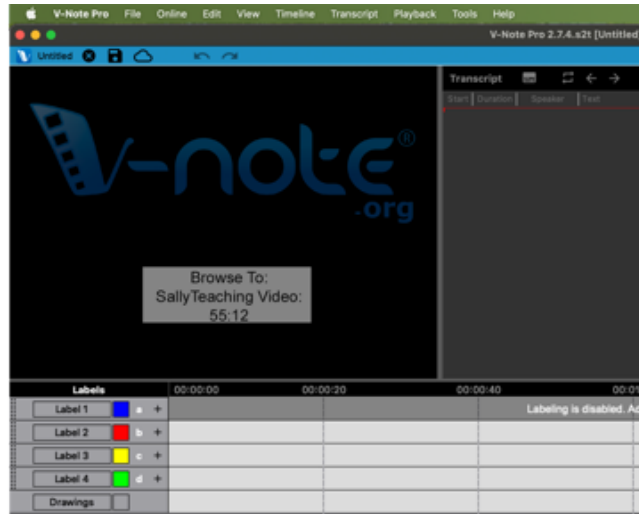 V-Note Pro File Online Edit View Timeline Transcript Playback Tools Help
V-Note Pro 2.7.4.s2t [Untitled
Untitled
Transcript
Start Duration Speaker Text
V-NOTE®
.org
Browse To:
SallyTeaching Video:
55:12
Labels 00:00:00 00:00:20 00:00:40 00:0
Label 1 a + Labeling is disabled. Ad
Label 2 b +
Label 3 c +
Label 4 d +
Drawings